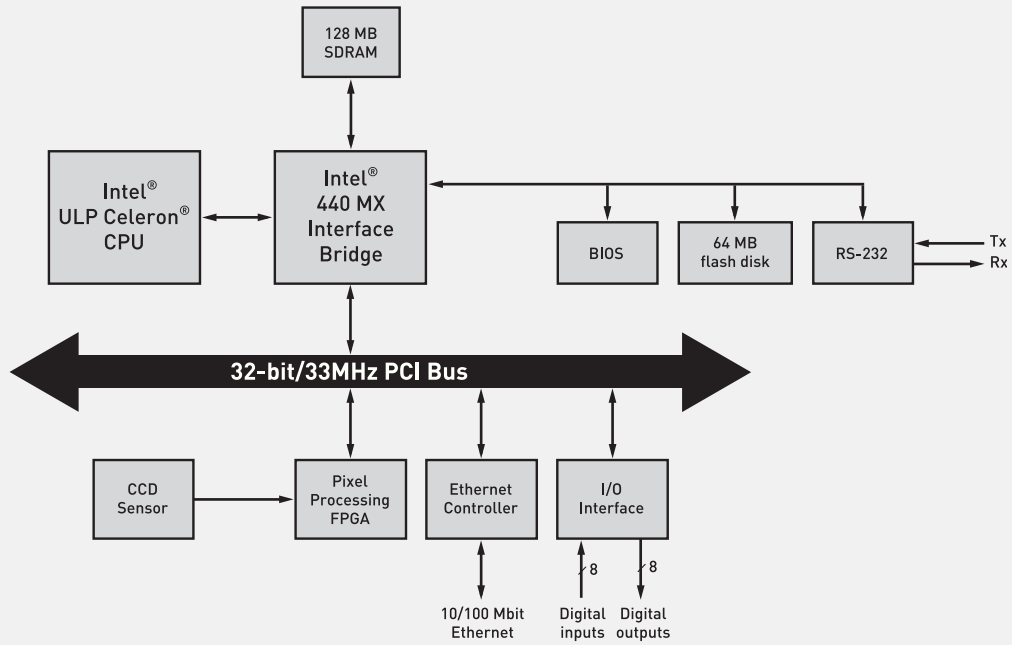 128 MB
SDRAM
Intel®
ULP Celeron®
CPU
Intel®
440 MX
Interface
Bridge
BIOS
64 MB
flash disk
RS-232
Tx
Rx
32-bit/33MHz PCI Bus
CCD
Sensor
Pixel
Processing
FPGA
Ethernet
Controller
I/O
Interface
8
8
10/100 Mbit
Ethernet
Digital
inputs
Digital
outputs